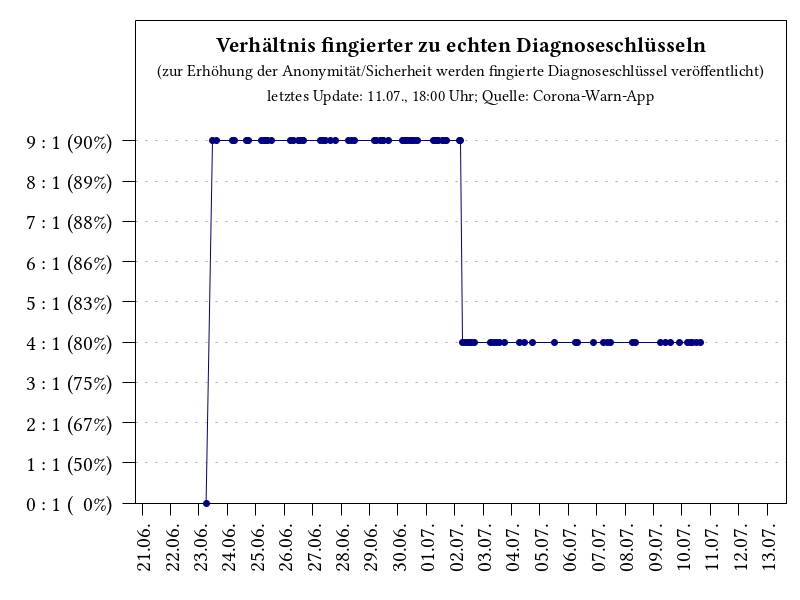 Verhältnis fingierter zu echten Diagnoseschlüsseln
(zur Erhöhung der Anonymität/Sicherheit werden fingierte Diagnoseschlüssel veröffentlicht)
letztes Update: 11.07., 18:00 Uhr; Quelle: Corona-Warn-App
9 : 1 (90%)
8 : 1 (89%)
7 : 1 (88%)
6 : 1 (86%)
5 : 1 (83%)
4 : 1 (80%)
3 : 1 (75%)
2 : 1 (67%)
1 : 1 (50%)
0 : 1 ( 0%)
21.06.
22.06.
23.06.
24.06.
25.06.
26.06.
27.06.
28.06.
29.06.
30.06.
01.07.
02.07.
03.07.
04.07.
05.07.
06.07.
07.07.
08.07.
09.07.
10.07.
11.07.
12.07.
13.07.